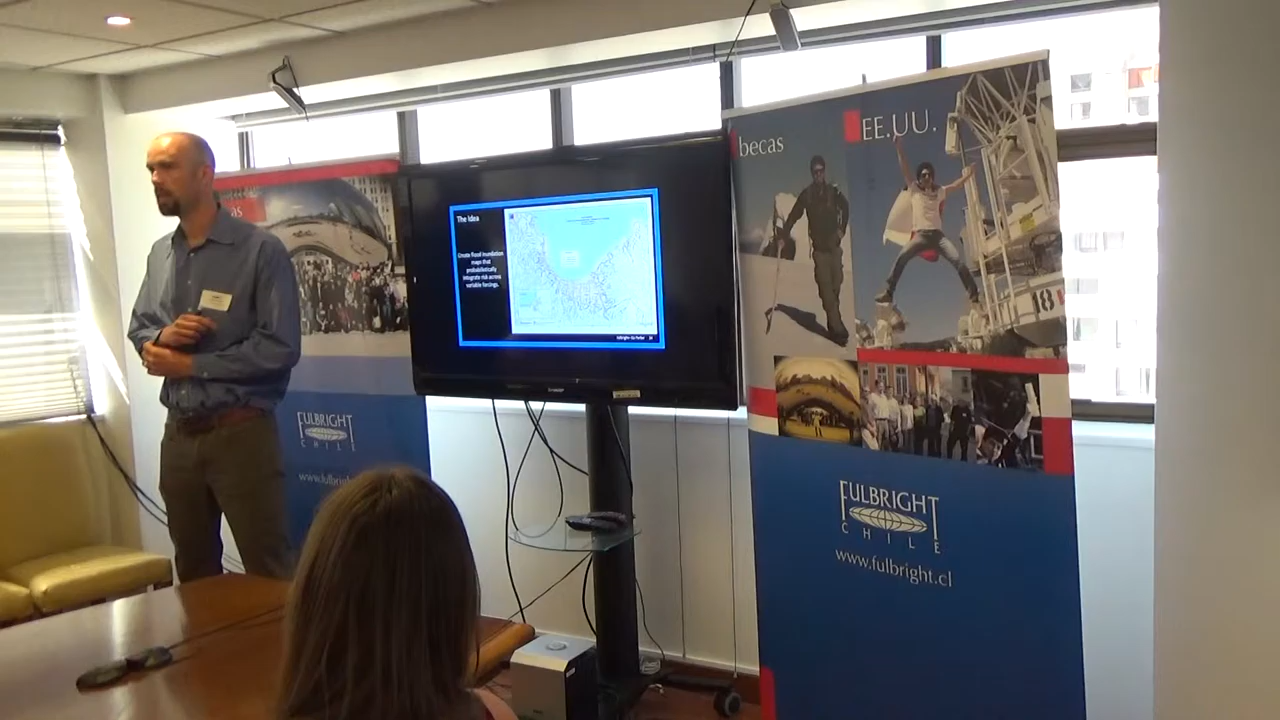 as
The Idea
Create flood inundation
maps that
probabilistically
integrate risk across
variable forcings.
FULBRIGHT
CHILE
www.fulbrig
becas
EE.UU.
18
FULBRIGHT
CHILE
www.fulbright.cl